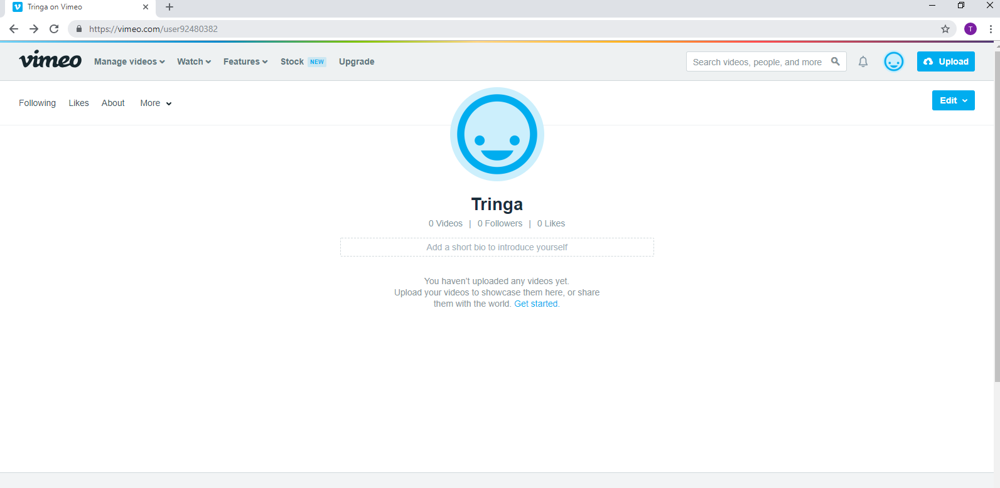 Tringa on Vimeo
https://vimeo.com/user92480382
T
vimeo Manage videos Watch Features Stock NEW Upgrade Search videos, people, and more Upload
Following Likes About More Edit
Tringa
0 Videos | 0 Followers | 0 Likes
Add a short bio to introduce yourself
You haven't uploaded any videos yet.
Upload your videos to showcase them here, or share
them with the world. Get started.